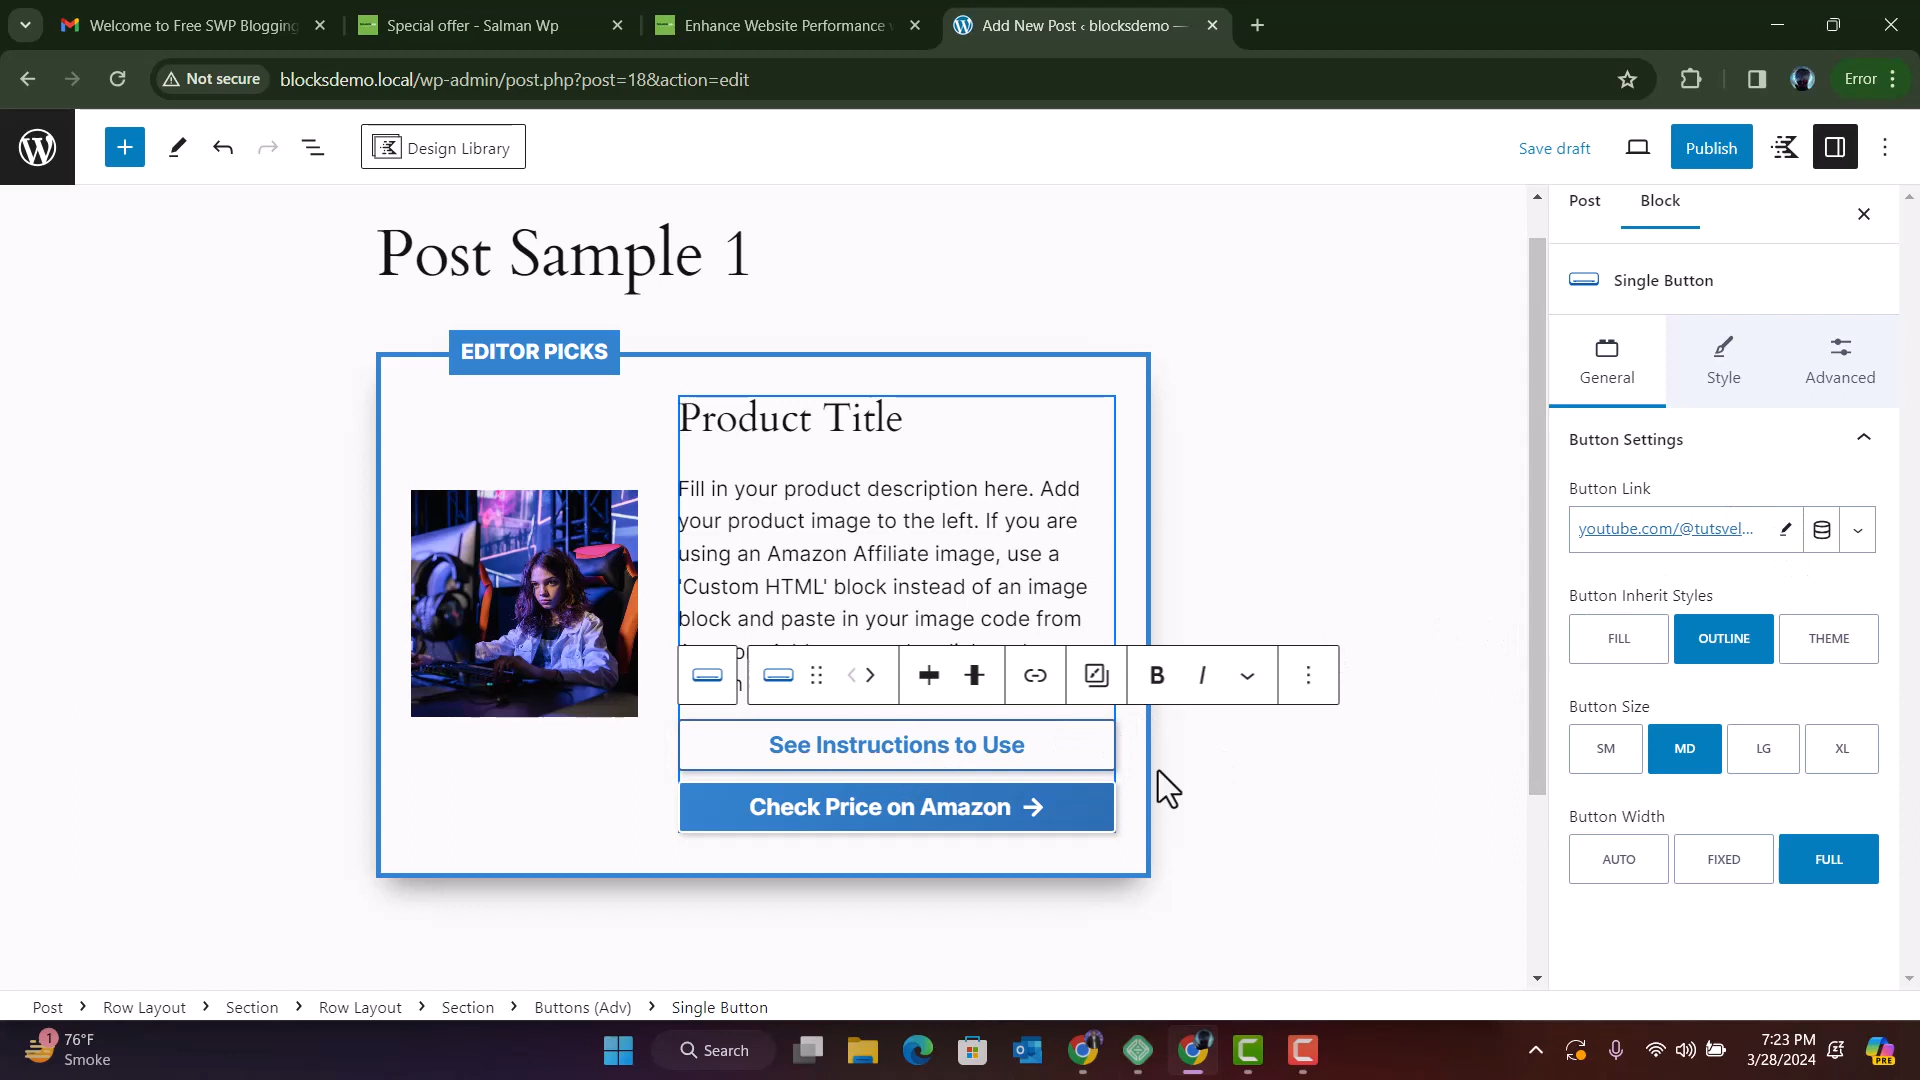 Welcome to Free SWP Blogging
Special offer - Salman Wp
Enhance Website Performance
Add New Post ‹ blocksdemo —
Not secure
blocksdemo.local/wp-admin/post.php?post=18&action=edit
Error
Design Library
Save draft
Publish
Post Sample 1
EDITOR PICKS
Product Title
Fill in your product description here. Add
your product image to the left. If you are
using an Amazon Affiliate image, use a
'Custom HTML' block instead of an image
block and paste in your image code from
B I
See Instructions to Use
Check Price on Amazon →
Post Block
Single Button
General Style Advanced
Button Settings
Button Link
youtube.com/@tutsvel...
Button Inherit Styles
FILL OUTLINE THEME
Button Size
SM MD LG XL
Button Width
AUTO FIXED FULL
Post > Row Layout > Section > Row Layout > Section > Buttons (Adv) > Single Button
1
76°F
Smoke
Search
7:23 PM
3/28/2024
PRE